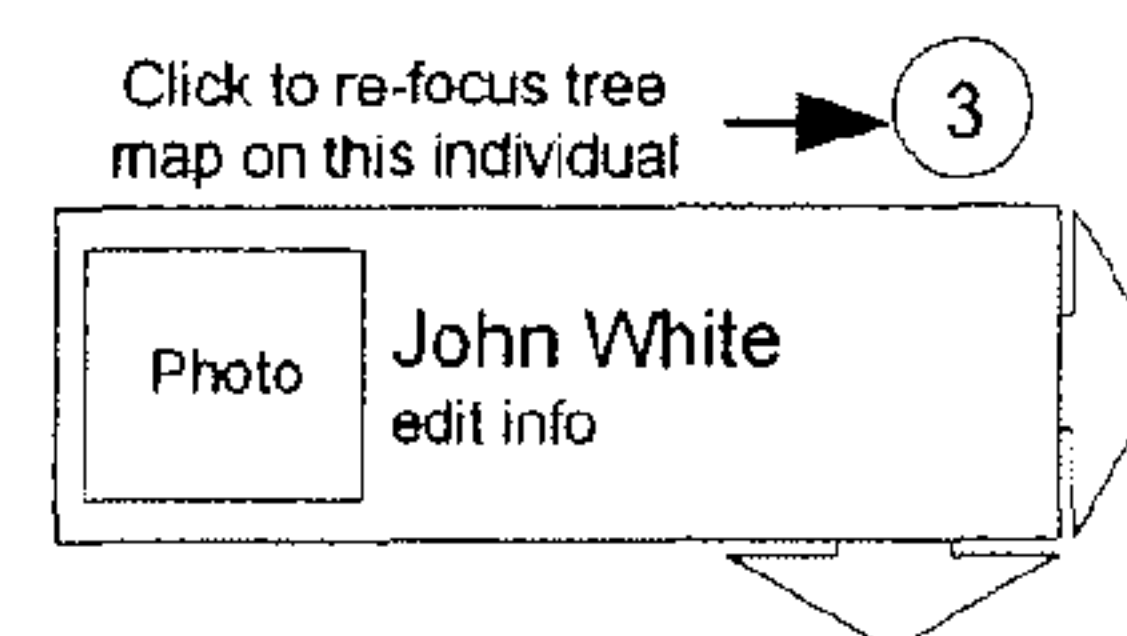 Click to re-focus tree
map on this individual
3
John White
Photo
edit info